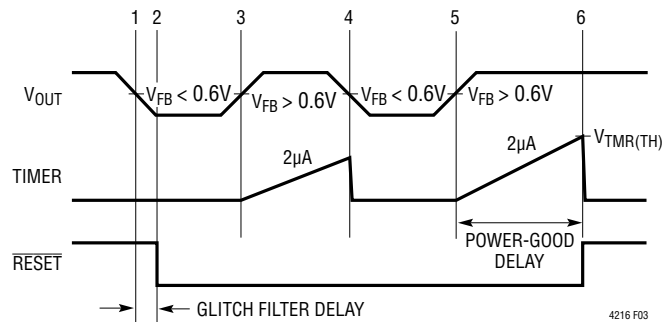 1 2 3 4 5 6
VOUT
VFB < 0.6V
VFB > 0.6V
VFB < 0.6V
VFB > 0.6V
TIMER
2µA
2µA
VTMR(TH)
POWER-GOOD
DELAY
RESET
GLITCH FILTER DELAY
4216 F03